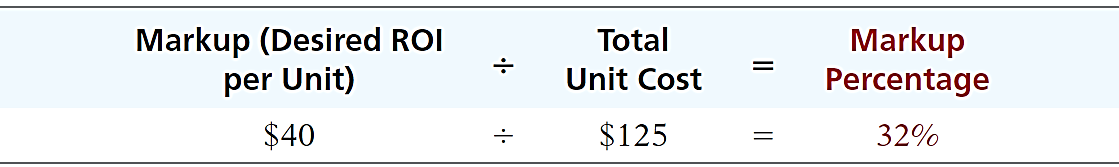 Markup (Desired ROI per Unit) ÷ Total Unit Cost = Markup Percentage
$40 ÷ $125 = 32%